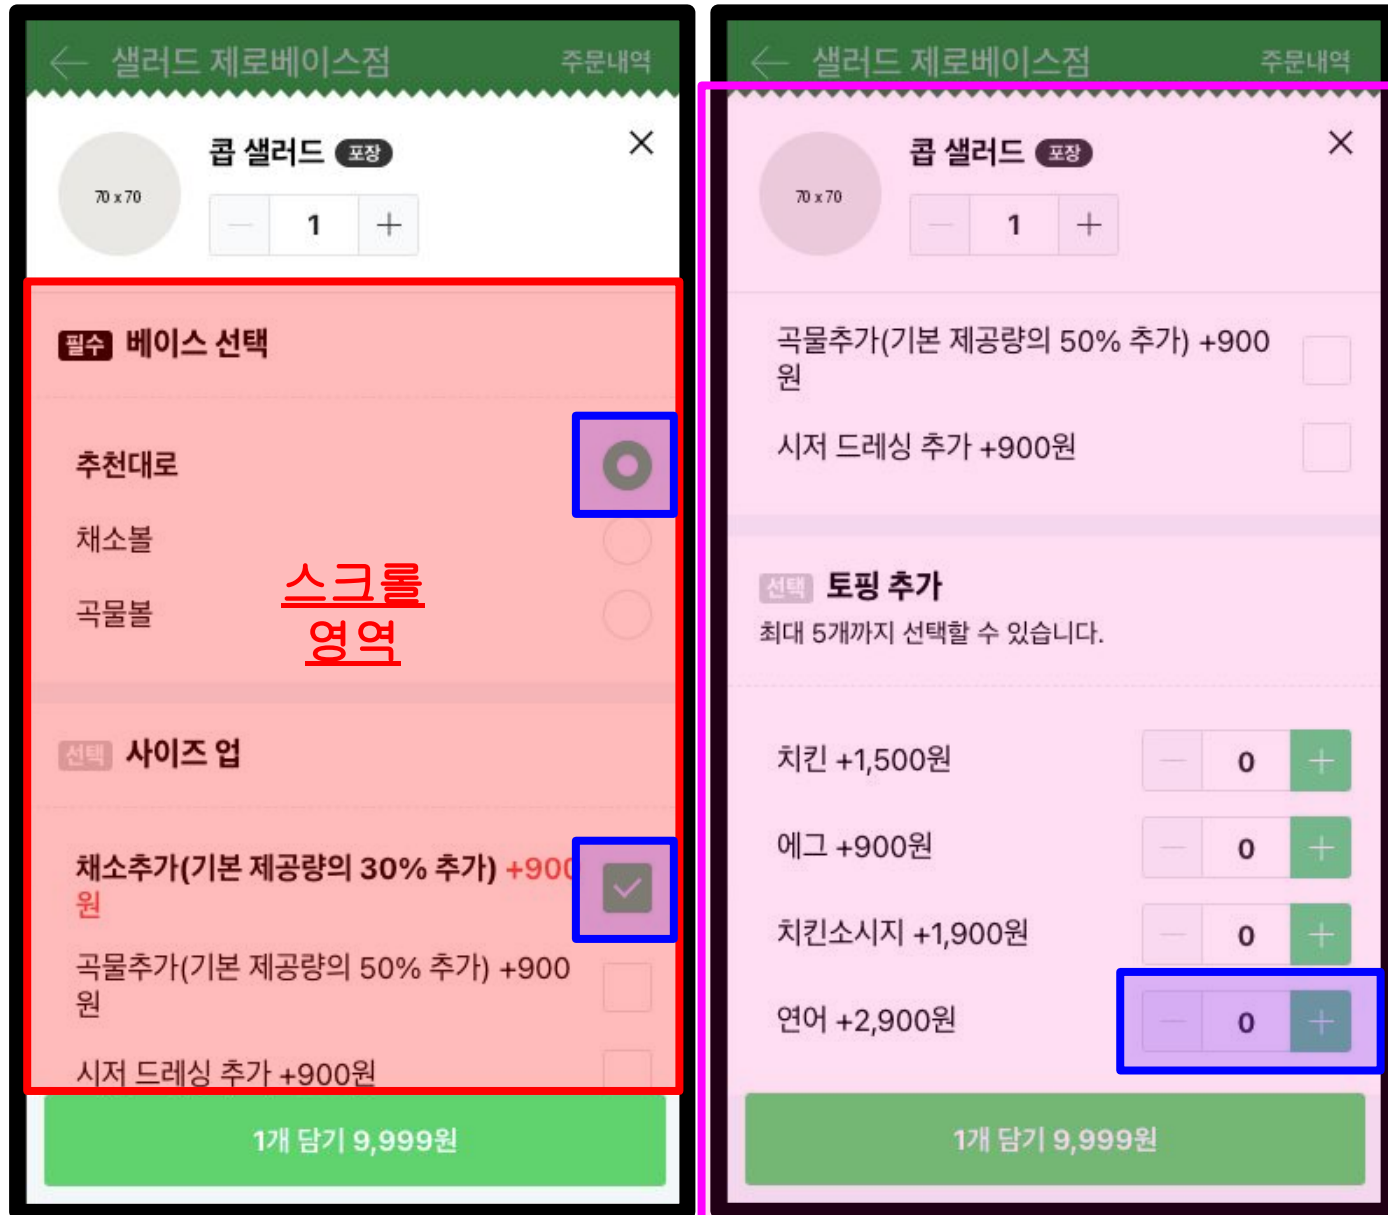 샐러드 제로베이스점 주문내역
콥 샐러드 포장
70 x 70
1
필수 베이스 선택
추천대로
채소볼
곡물볼
스크롤
영역
선택 사이즈 업
채소추가(기본 제공량의 30% 추가) +900
원
곡물추가(기본 제공량의 50% 추가) +900
원
시저 드레싱 추가 +900원
1개 담기 9,999원
샐러드 제로베이스점 주문내역
콥 샐러드 포장
70 x 70
1
곡물추가(기본 제공량의 50% 추가) +900
원
시저 드레싱 추가 +900원
선택 토핑 추가
최대 5개까지 선택할 수 있습니다.
치킨 +1,500원 0
에그 +900원 0
치킨소시지 +1,900원 0
연어 +2,900원 0
1개 담기 9,999원